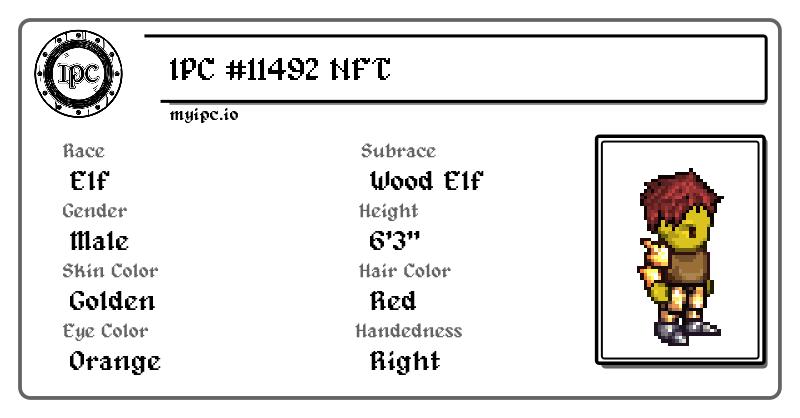 IPC
IPC #11492 NFT
myipc.io
Race
Elf
Subrace
Wood Elf
Gender
Male
Height
6'3"
Skin Color
Golden
Hair Color
Red
Eye Color
Orange
Handedness
Right